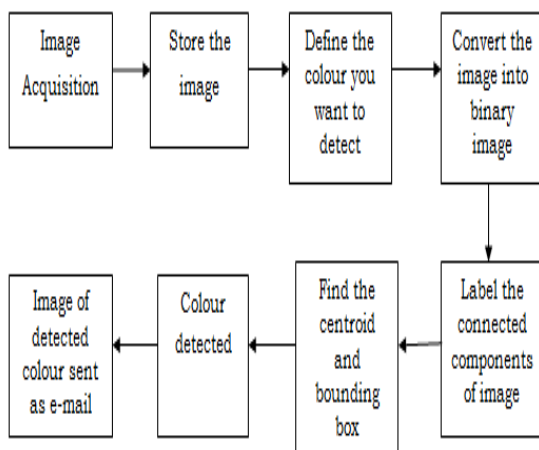 Image
Acquisition
Store the
image
Define the
colour you
want to
detect
Convert the
image into
binary
image
Label the
connected
components
of image
Find the
centroid
and
bounding
box
Colour
detected
Image of
detected
colour sent
as e-mail